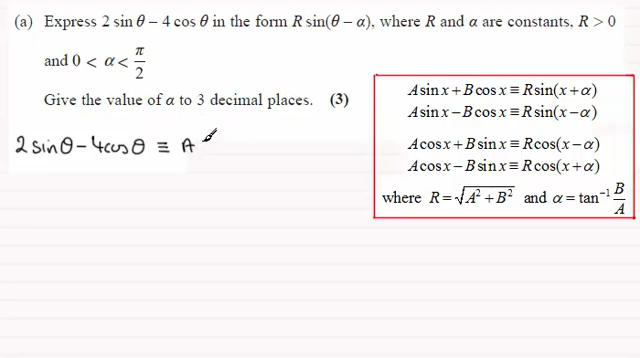 (a) Express 2 sin θ − 4 cos θ in the form R sin(θ − α), where R and α are constants, R > 0
and 0 < α < π/2
Give the value of α to 3 decimal places. (3)
2 sinθ − 4cosθ ≡ A
A sin x + B cos x ≡ R sin(x + α)
A sin x − B cos x ≡ R sin(x − α)
A cos x + B sin x ≡ R cos(x − α)
A cos x − B sin x ≡ R cos(x + α)
where R = √(A² + B²) and α = tan⁻¹ B/A